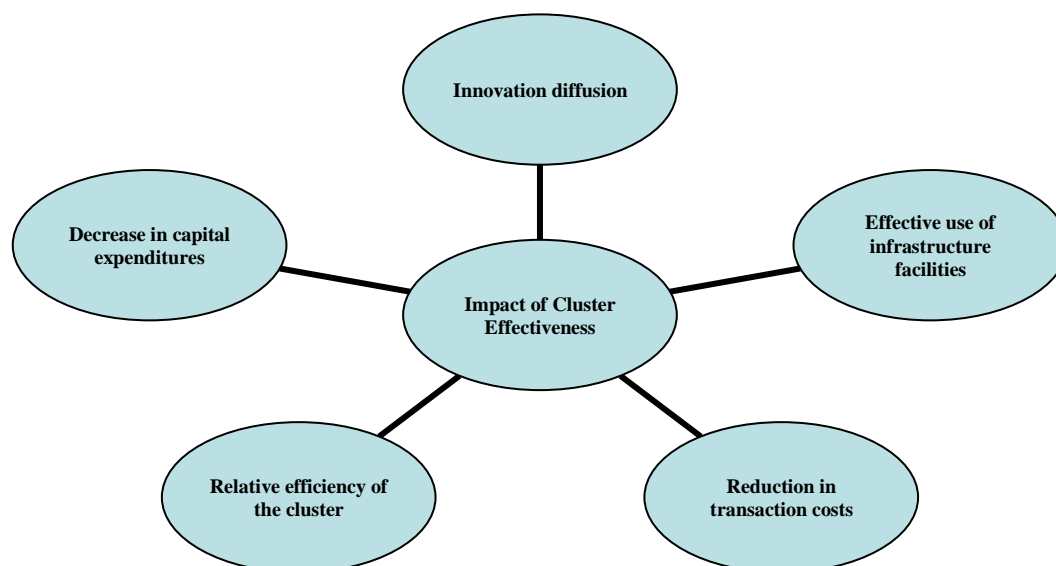 Innovation diffusion
Decrease in capital
expenditures
Effective use of
infrastructure
facilities
Impact of Cluster
Effectiveness
Relative efficiency of
the cluster
Reduction in
transaction costs